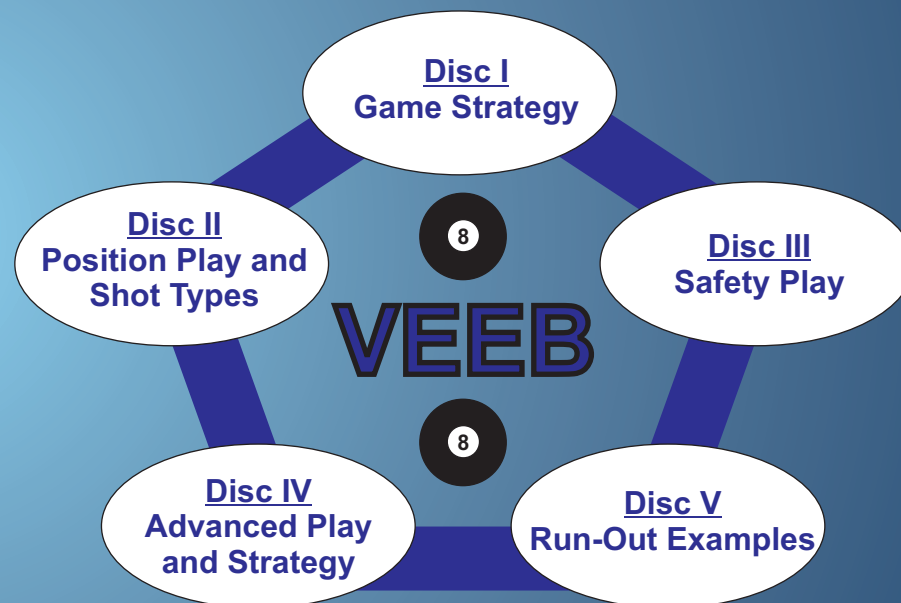 Disc I
Game Strategy
Disc II
Position Play and
Shot Types
8
Disc III
Safety Play
VEEB
8
Disc IV
Advanced Play
and Strategy
Disc V
Run-Out Examples